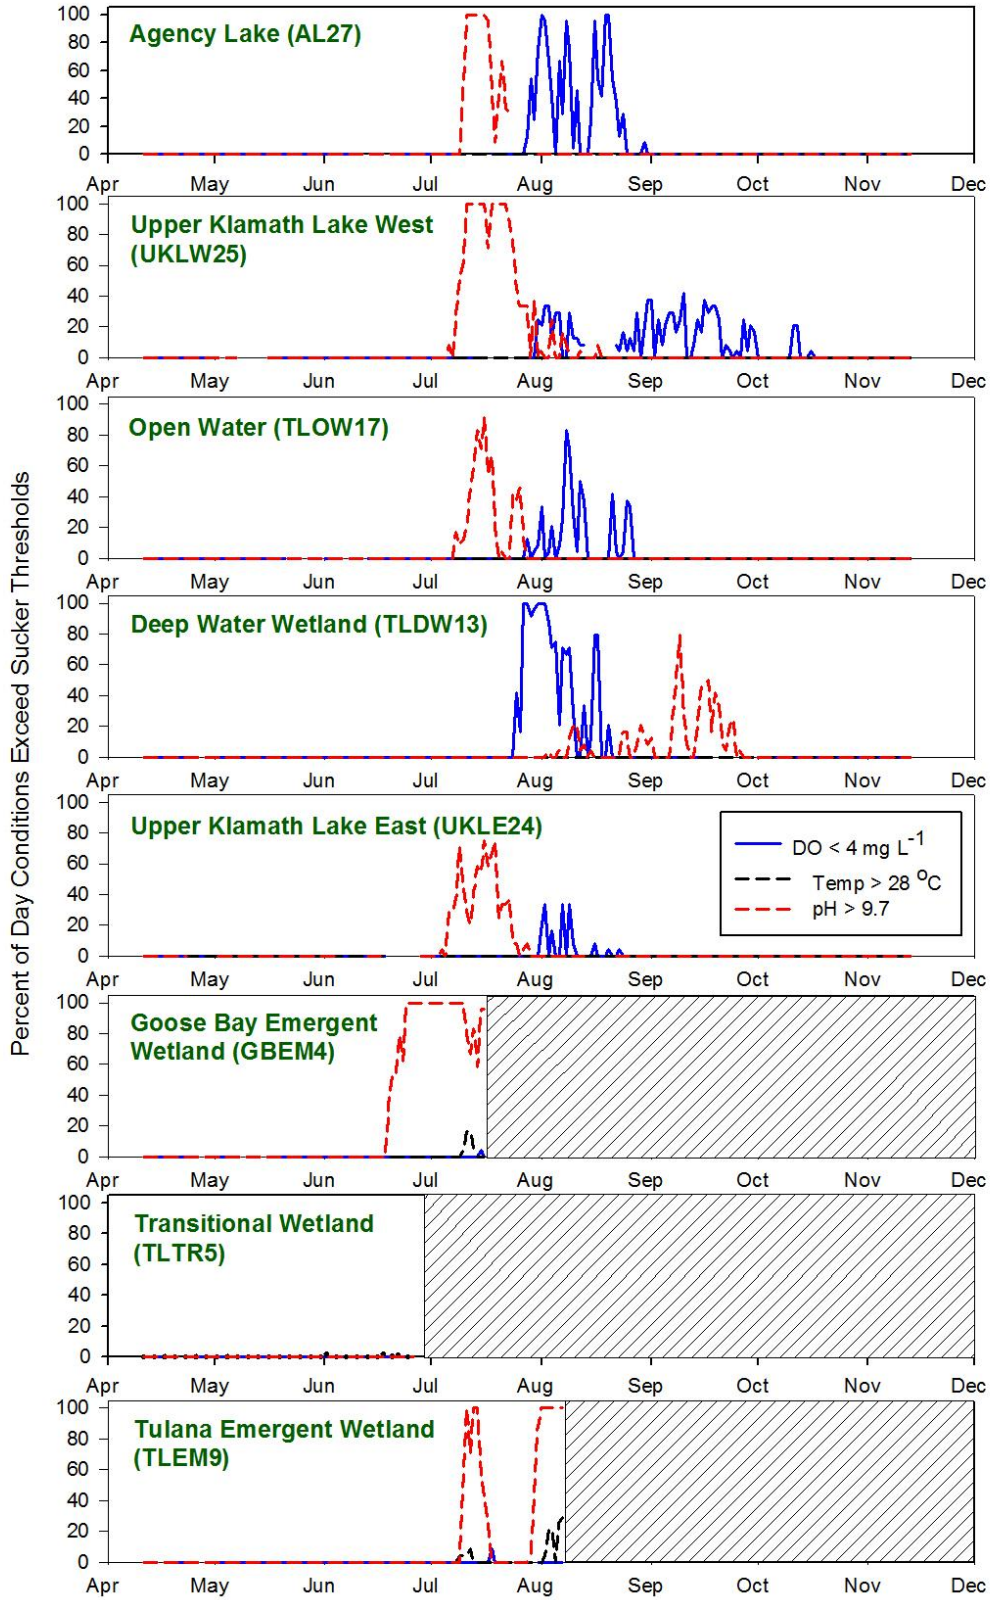 Percent of Day Conditions Exceed Sucker Thresholds
Agency Lake (AL27)
100
80
60
40
20
0
Apr May Jun Jul Aug Sep Oct Nov Dec
Upper Klamath Lake West
(UKLW25)
100
80
60
40
20
0
Apr May Jun Jul Aug Sep Oct Nov Dec
Open Water (TLOW17)
100
80
60
40
20
0
Apr May Jun Jul Aug Sep Oct Nov Dec
Deep Water Wetland (TLDW13)
100
80
60
40
20
0
Apr May Jun Jul Aug Sep Oct Nov Dec
Upper Klamath Lake East (UKLE24)
100
80
60
40
20
0
DO < 4 mg L-1
Temp > 28 oC
pH > 9.7
Apr May Jun Jul Aug Sep Oct Nov Dec
Goose Bay Emergent
Wetland (GBEM4)
100
80
60
40
20
0
Apr May Jun Jul Aug Sep Oct Nov Dec
Transitional Wetland
(TLTR5)
100
80
60
40
20
0
Apr May Jun Jul Aug Sep Oct Nov Dec
Tulana Emergent Wetland
(TLEM9)
100
80
60
40
20
0
Apr May Jun Jul Aug Sep Oct Nov Dec